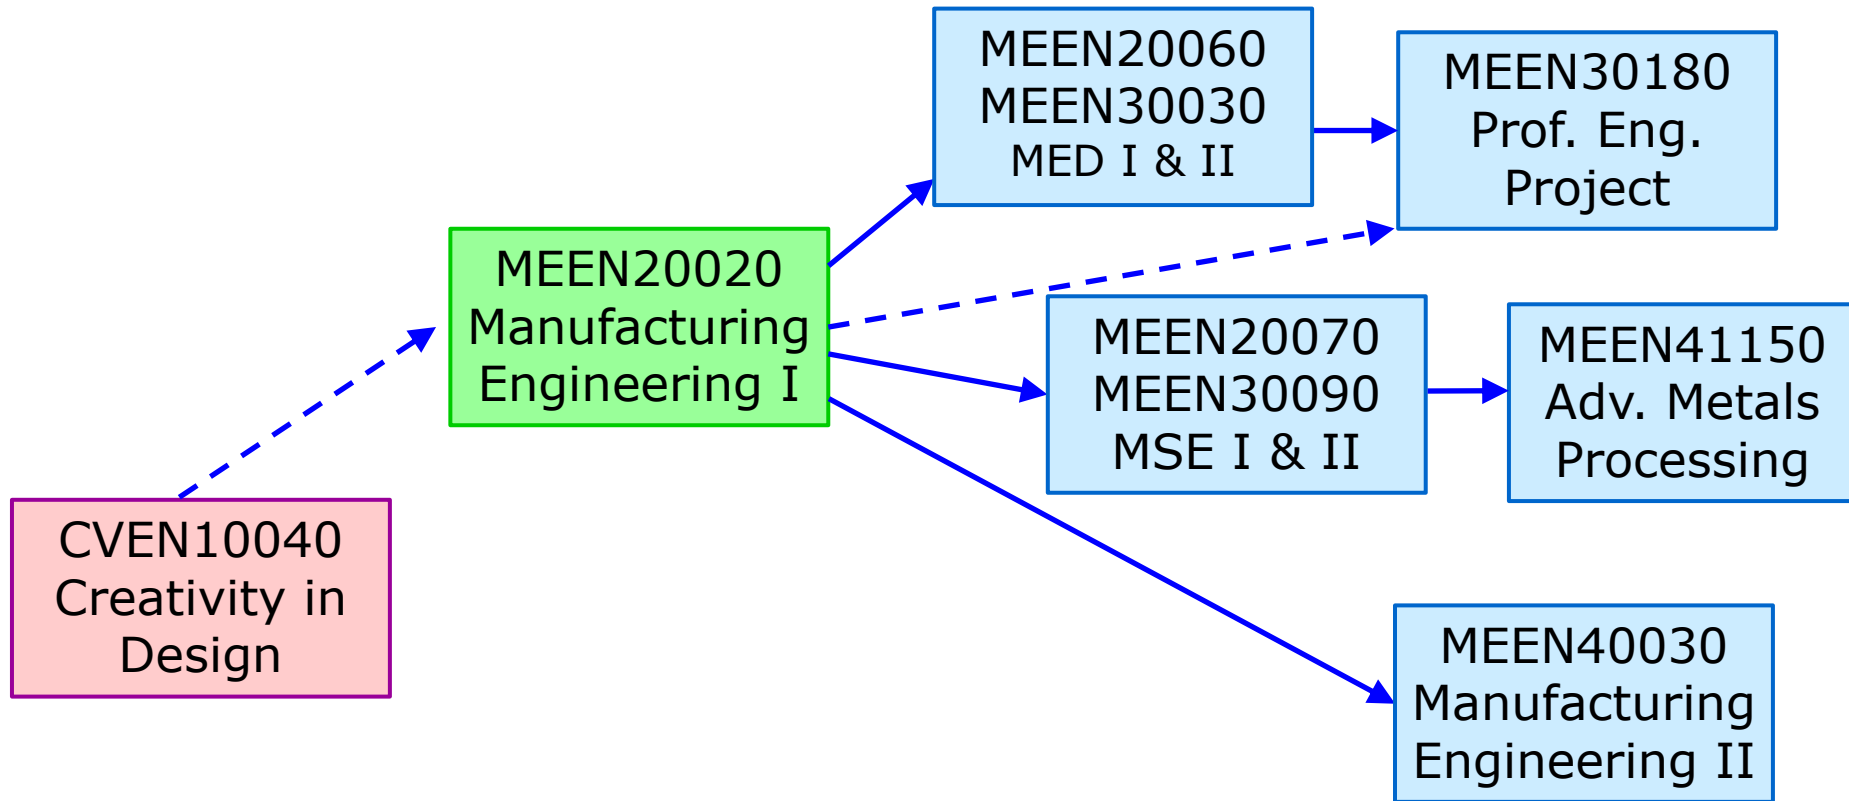 MEEN20060
MEEN30030
MED I & II
MEEN30180
Prof. Eng.
Project
MEEN20020
Manufacturing
Engineering I
MEEN20070
MEEN30090
MSE I & II
MEEN41150
Adv. Metals
Processing
CVEN10040
Creativity in
Design
MEEN40030
Manufacturing
Engineering II